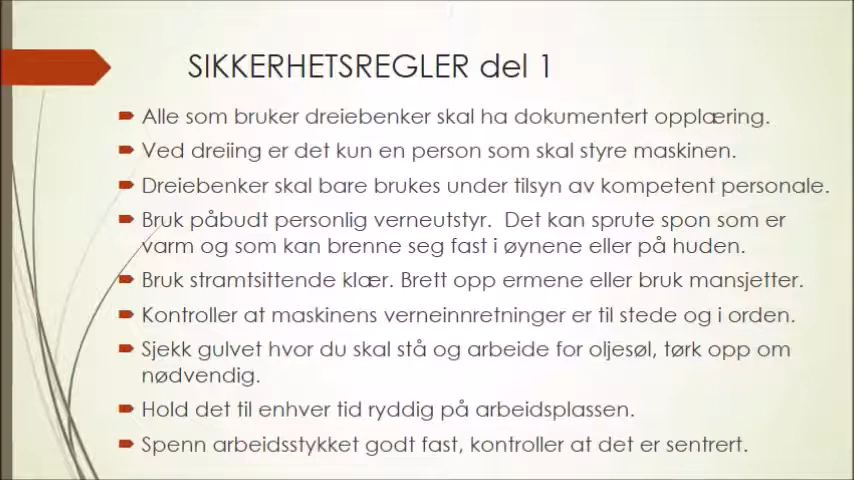 SIKKERHETSREGLER del 1
Alle som bruker dreiebenker skal ha dokumentert opplæring.
Ved dreiing er det kun en person som skal styre maskinen.
Dreiebenker skal bare brukes under tilsyn av kompetent personale.
Bruk påbudt personlig verneutstyr. Det kan sprute spon som er
varm og som kan brenne seg fast i øynene eller på huden.
Bruk stramtsittende klær. Brett opp ermene eller bruk mansjetter.
Kontroller at maskinens verneinnretninger er til stede og i orden.
Sjekk gulvet hvor du skal stå og arbeide for oljesøl, tørk opp om
nødvendig.
Hold det til enhver tid ryddig på arbeidsplassen.
Spenn arbeidsstykket godt fast, kontroller at det er sentrert.